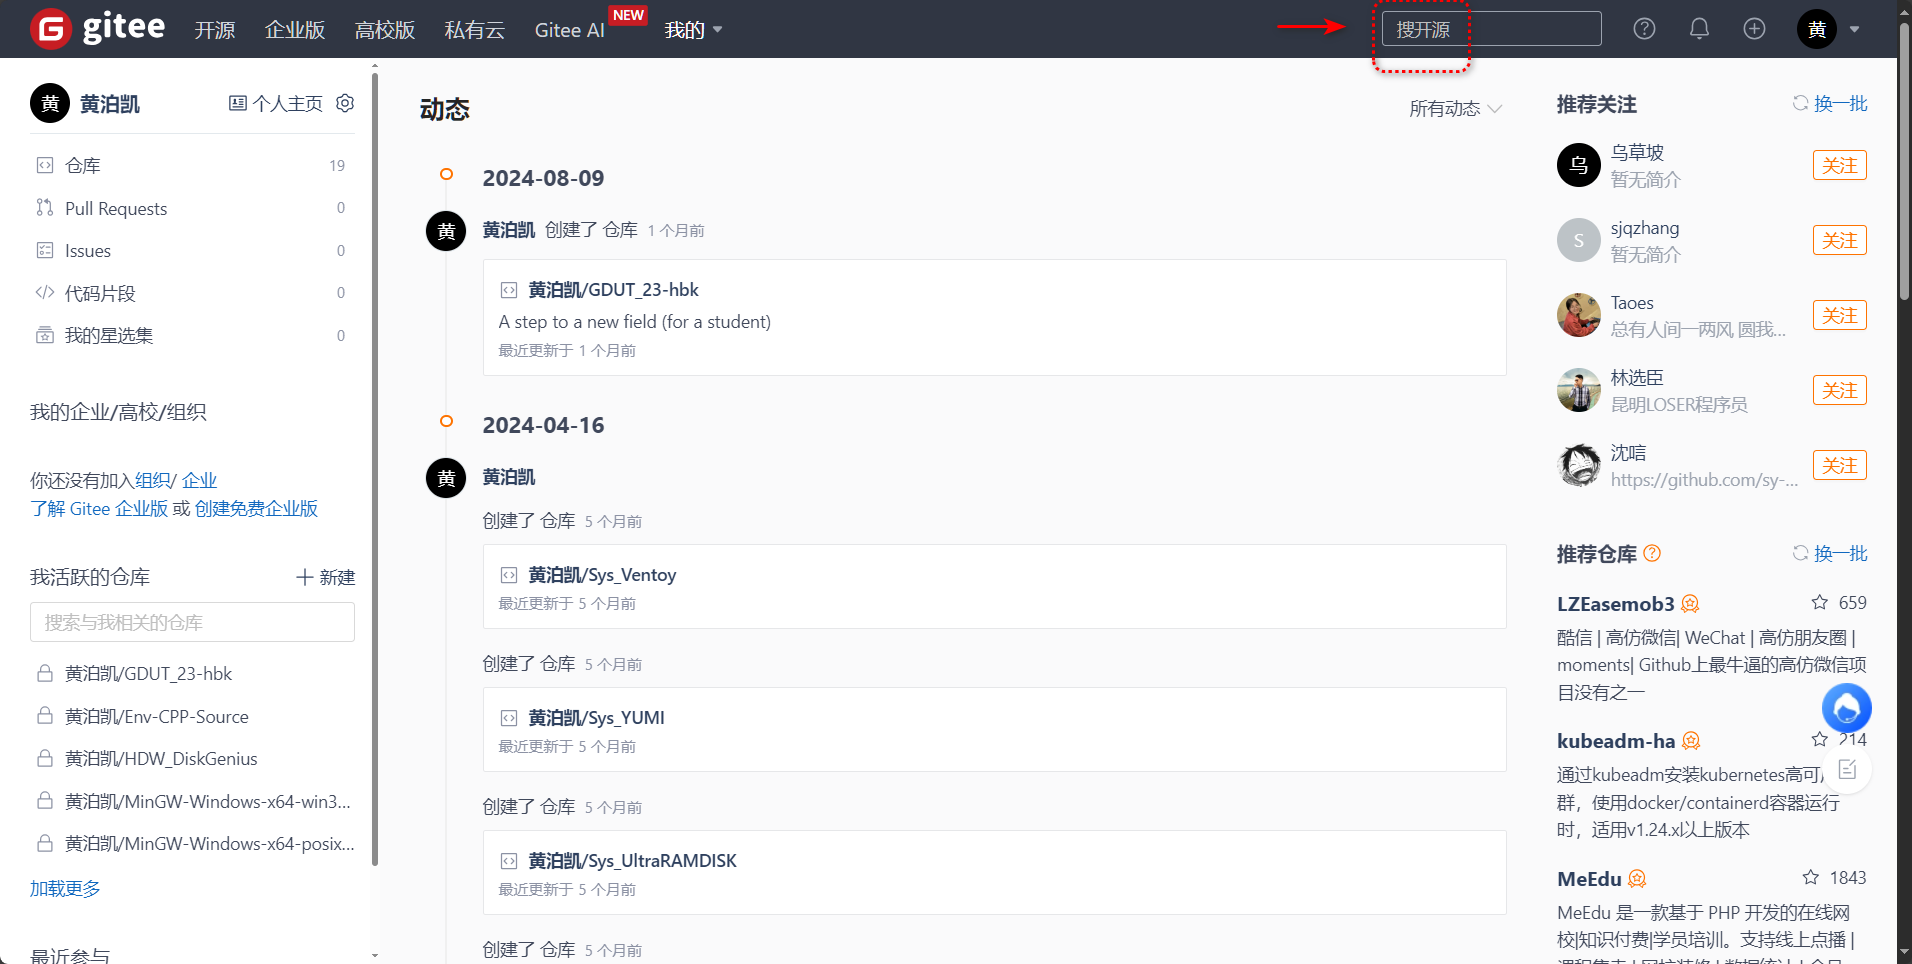 gitee
开源
企业版
高校版
私有云
Gitee AI
NEW
我的
搜开源
黄
黄
黄泊凯
个人主页
仓库 19
Pull Requests 0
Issues 0
代码片段 0
我的星选集 0
我的企业/高校/组织
你还没有加入组织/ 企业
了解 Gitee 企业版 或 创建免费企业版
我活跃的仓库
新建
搜索与我相关的仓库
黄泊凯/GDUT_23-hbk
黄泊凯/Env-CPP-Source
黄泊凯/HDW_DiskGenius
黄泊凯/MinGW-Windows-x64-win3...
黄泊凯/MinGW-Windows-x64-posix...
加载更多
最近参与
动态
所有动态
2024-08-09
黄
黄泊凯 创建了 仓库 1 个月前
黄泊凯/GDUT_23-hbk
A step to a new field (for a student)
最近更新于 1 个月前
2024-04-16
黄
黄泊凯
创建了 仓库 5 个月前
黄泊凯/Sys_Ventoy
最近更新于 5 个月前
创建了 仓库 5 个月前
黄泊凯/Sys_YUMI
最近更新于 5 个月前
创建了 仓库 5 个月前
黄泊凯/Sys_UltraRAMDISK
最近更新于 5 个月前
创建了 仓库 5 个月前
推荐关注
换一批
乌
乌草坡
暂无简介
关注
S
sjqzhang
暂无简介
关注
Taoes
总有人间一两风 圆我...
关注
林选臣
昆明LOSER程序员
关注
沈唁
https://github.com/sy-...
关注
推荐仓库
换一批
LZEasemob3 659
酷信 | 高仿微信| WeChat | 高仿朋友圈 |
moments| Github上最牛逼的高仿微信项
目没有之一
kubeadm-ha 214
通过kubeadm安装kubernetes高可
群，使用docker/containerd容器运行
时，适用v1.24.x以上版本
MeEdu 1843
MeEdu 是一款基于 PHP 开发的在线网
校|知识付费|学员培训。支持线上点播 |